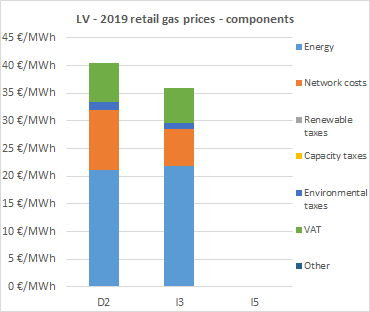 LV - 2019 retail gas prices - components
45 €/MWh
40 €/MWh
35 €/MWh
30 €/MWh
25 €/MWh
20 €/MWh
15 €/MWh
10 €/MWh
5 €/MWh
0 €/MWh
D2
I3
I5
Energy
Network costs
Renewable
taxes
Capacity taxes
Environmental
taxes
VAT
Other